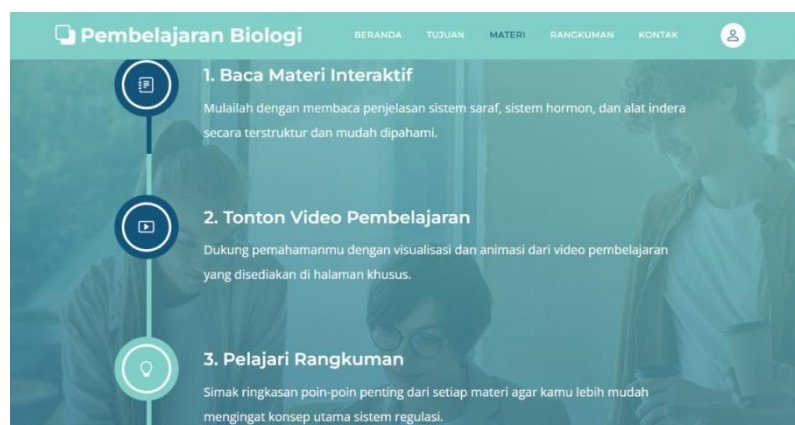 Pembelajaran Biologi
BERANDA TUJUAN MATERI RANGKUMAN KONTAK
1. Baca Materi Interaktif
Mulailah dengan membaca penjelasan sistem saraf, sistem hormon, dan alat indera
secara terstruktur dan mudah dipahami.
2. Tonton Video Pembelajaran
Dukung pemahamanmu dengan visualisasi dan animasi dari video pembelajaran
yang disediakan di halaman khusus.
3. Pelajari Rangkuman
Simak ringkasan poin-poin penting dari setiap materi agar kamu lebih mudah
mengingat konsep utama sistem regulasi.